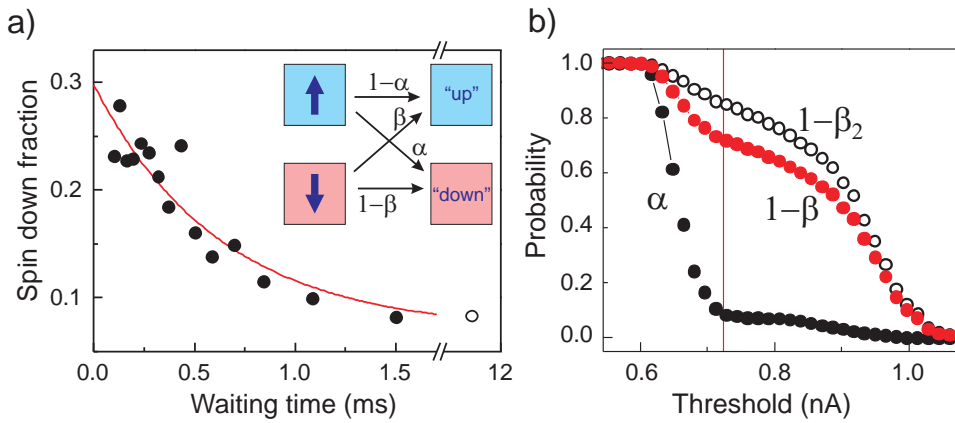 a)
Spin down fraction
0.3
0.2
0.1
0.0
0.5
1.0
1.5
12
Waiting time (ms)
1-α
β
α
1-β
“up”
“down”
b)
Probability
1.0
0.8
0.6
0.4
0.2
0.0
0.6
0.8
1.0
Threshold (nA)
α
1-β₂
1-β